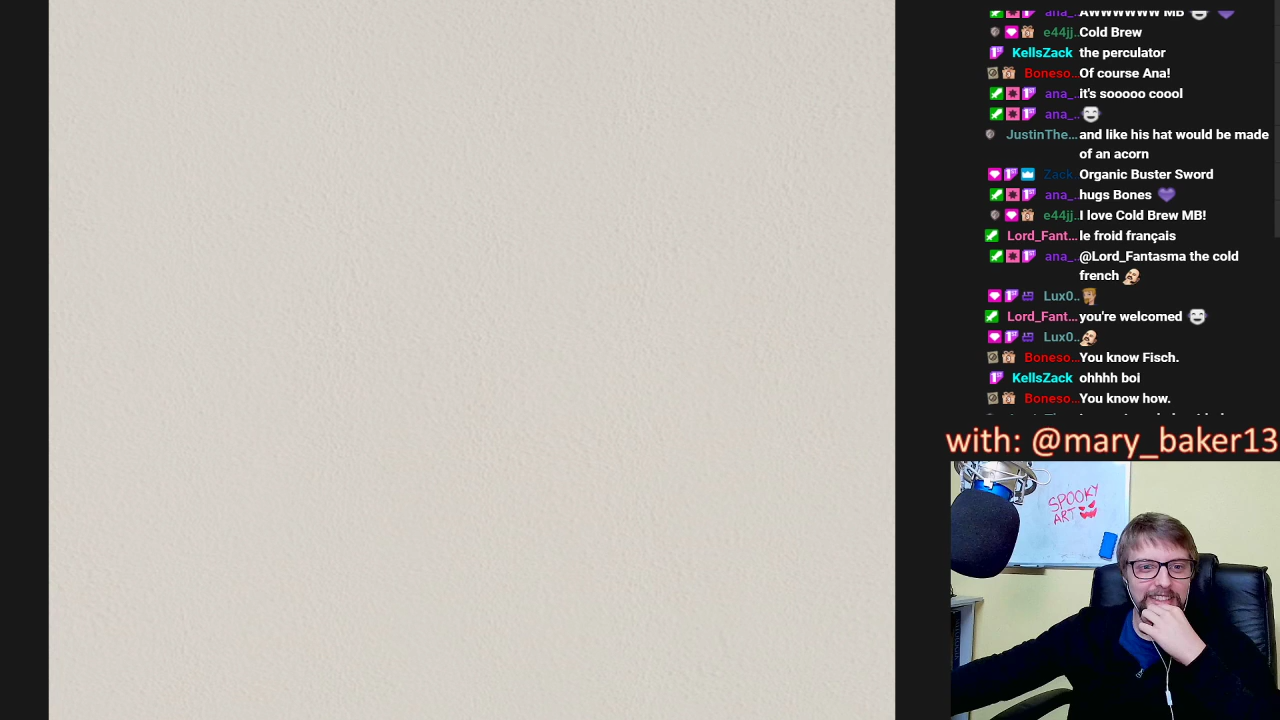 ana_.. AWWWWWW MB
e44jj.. Cold Brew
KellsZack the perculator
Boneso... Of course Ana!
ana_.. it's sooooo coool
ana_..
JustinThe... and like his hat would be made
of an acorn
Zack.. Organic Buster Sword
ana_.. hugs Bones
e44jj.. I love Cold Brew MB!
Lord_Fant... le froid français
ana_.. @Lord_Fantasma the cold
french
Lux0..
Lord_Fant... you're welcomed
Lux0..
Boneso... You know Fisch.
KellsZack ohhhh boi
Boneso... You know how.
with: @mary_baker13
SPOOKY
ART